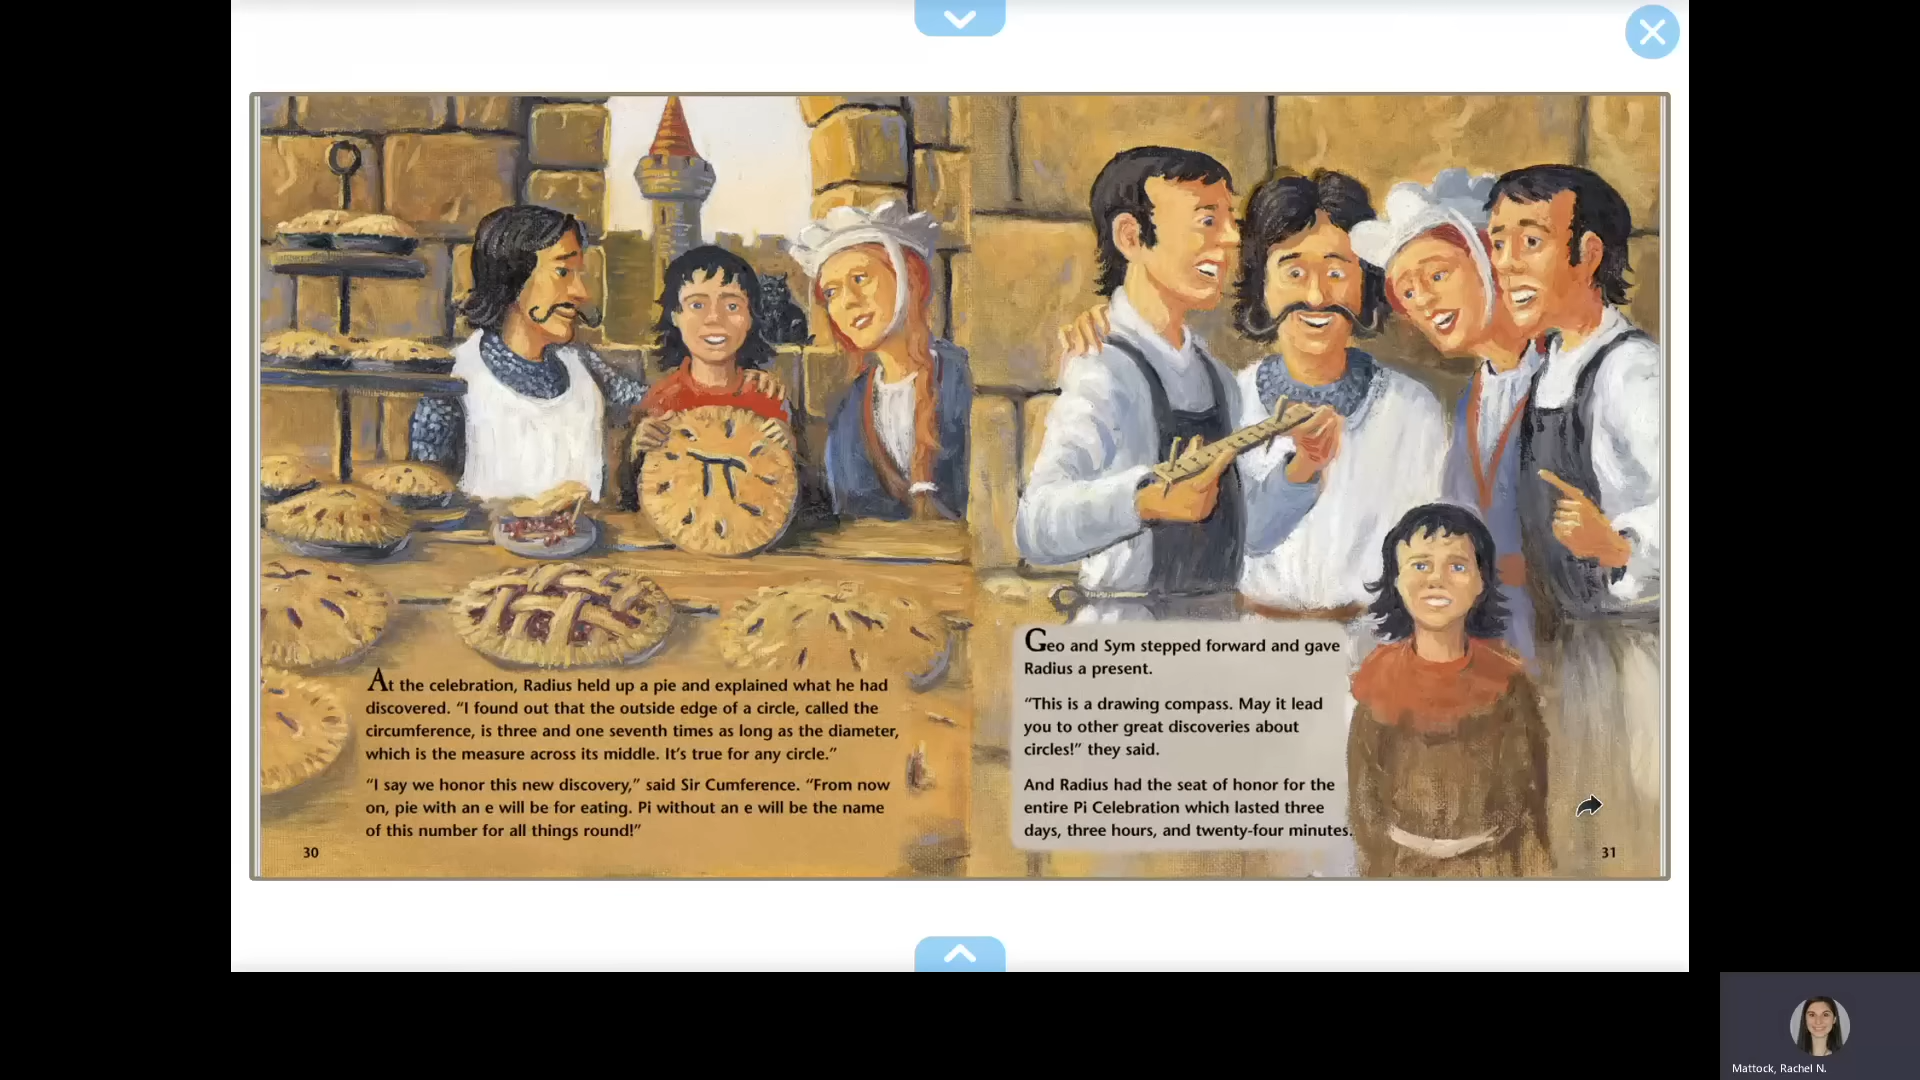 π
At the celebration, Radius held up a pie and explained what he had
discovered. “I found out that the outside edge of a circle, called the
circumference, is three and one seventh times as long as the diameter,
which is the measure across its middle. It’s true for any circle.”
“I say we honor this new discovery,” said Sir Cumference. “From now
on, pie with an e will be for eating. Pi without an e will be the name
of this number for all things round!”
30
Geo and Sym stepped forward and gave
Radius a present.
“This is a drawing compass. May it lead
you to other great discoveries about
circles!” they said.
And Radius had the seat of honor for the
entire Pi Celebration which lasted three
days, three hours, and twenty-four minutes.
31
Mattock, Rachel N.